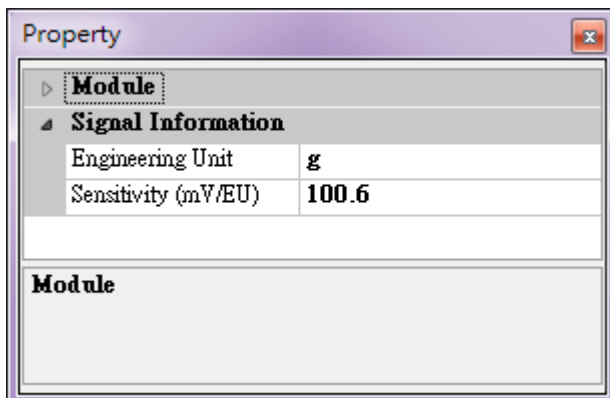 Property
Module
Signal Information
Engineering Unit g
Sensitivity (mV/EU) 100.6
Module